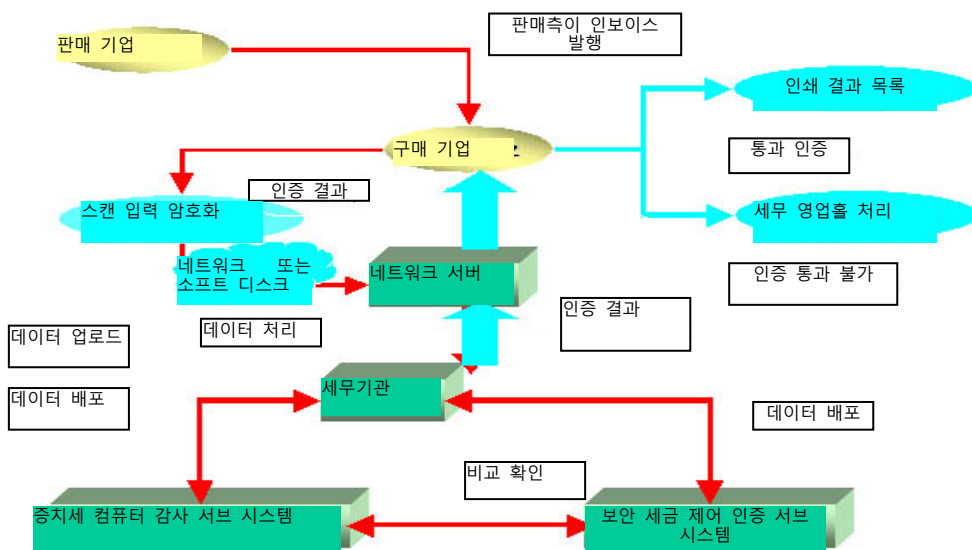 판매측이 인보이스
발행
판매 기업
인쇄 결과 목록
구매 기업
통과 인증
인증 결과
스캔 입력 암호화
세무 영업홀 처리
네트워크 또는
소프트 디스크
네트워크 서버
인증 통과 불가
인증 결과
데이터 업로드
데이터 처리
세무기관
데이터 배포
데이터 배포
비교 확인
증치세 컴퓨터 감사 서브 시스템
보안 세금 제어 인증 서브
시스템